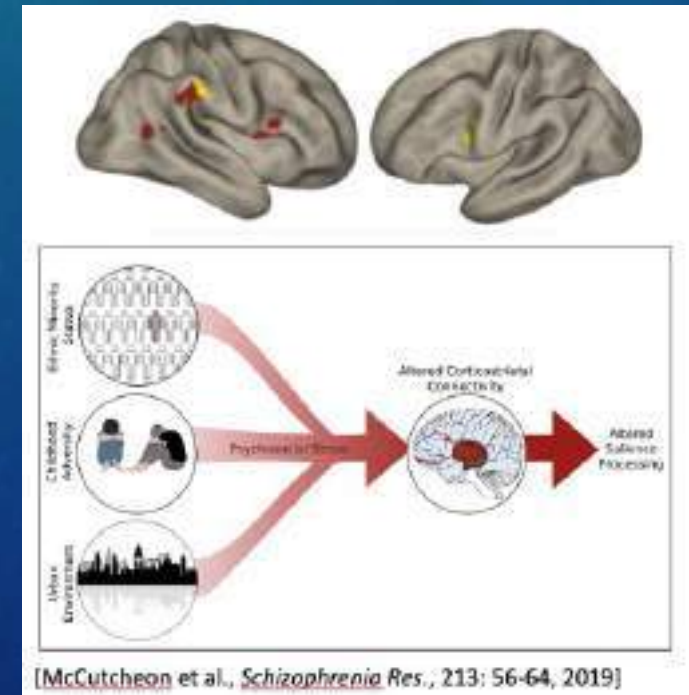 Ethnic Minority
Status
Childhood
Adversity
Urban
Environment
Psychosocial Stress
Altered Corticostriatal
Connectivity
Altered
Salience
Processing
[McCutcheon et al., Schizophrenia Res., 213: 56-64, 2019]